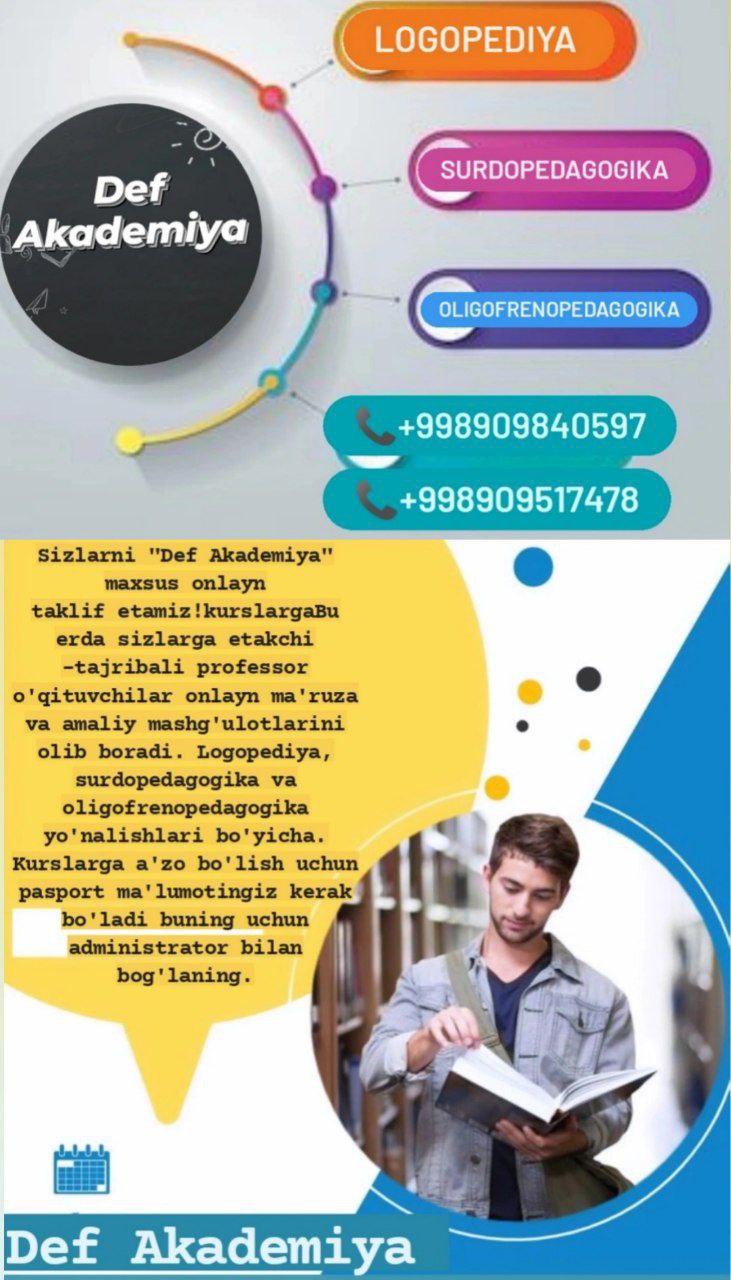 LOGOPEDIYA
Def
Akademiya
SURDOPEDAGOGIKA
OLIGOFRENOPEDAGOGIKA
+998909840597
+998909517478
Sizlarni "Def Akademiya"
maxsus onlayn
taklif etamiz!kurslargaBu
erda sizlarga etakchi
-tajribali professor
o'qituvchilar onlayn ma'ruza
va amaliy mashg'ulotlarini
olib boradi. Logopediya,
surdopedagogika va
oligofrenopedagogika
yo'nalishlari bo'yicha.
Kurslarga a'zo bo'lish uchun
pasport ma'lumotingiz kerak
bo'ladi buning uchun
administrator bilan
bog'laning.
Def Akademiya